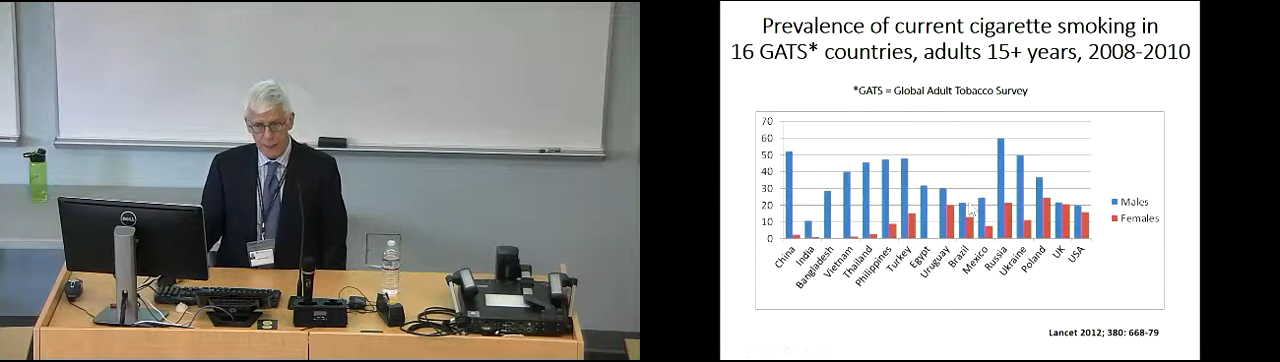 DELL
Prevalence of current cigarette smoking in
16 GATS* countries, adults 15+ years, 2008-2010
*GATS = Global Adult Tobacco Survey
70
60
50
40
30
20
10
0
China
India
Bangladesh
Vietnam
Thailand
Philippines
Turkey
Egypt
Uruguay
Brazil
Mexico
Russia
Ukraine
Poland
UK
USA
Males
Females
Lancet 2012; 380: 668-79